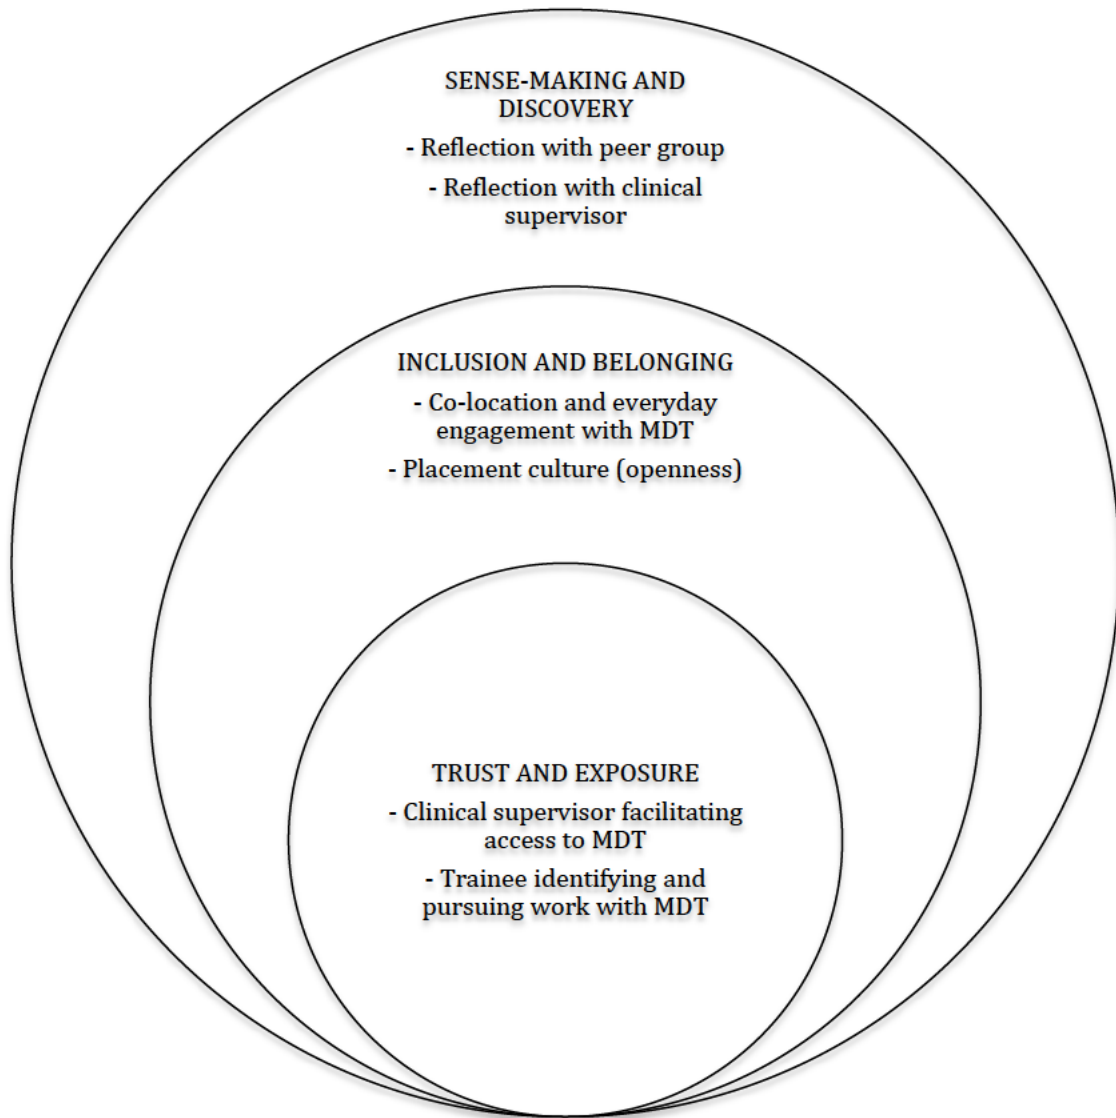 SENSE-MAKING AND
DISCOVERY
- Reflection with peer group
- Reflection with clinical
supervisor
INCLUSION AND BELONGING
- Co-location and everyday
engagement with MDT
- Placement culture (openness)
TRUST AND EXPOSURE
- Clinical supervisor facilitating
access to MDT
- Trainee identifying and
pursuing work with MDT